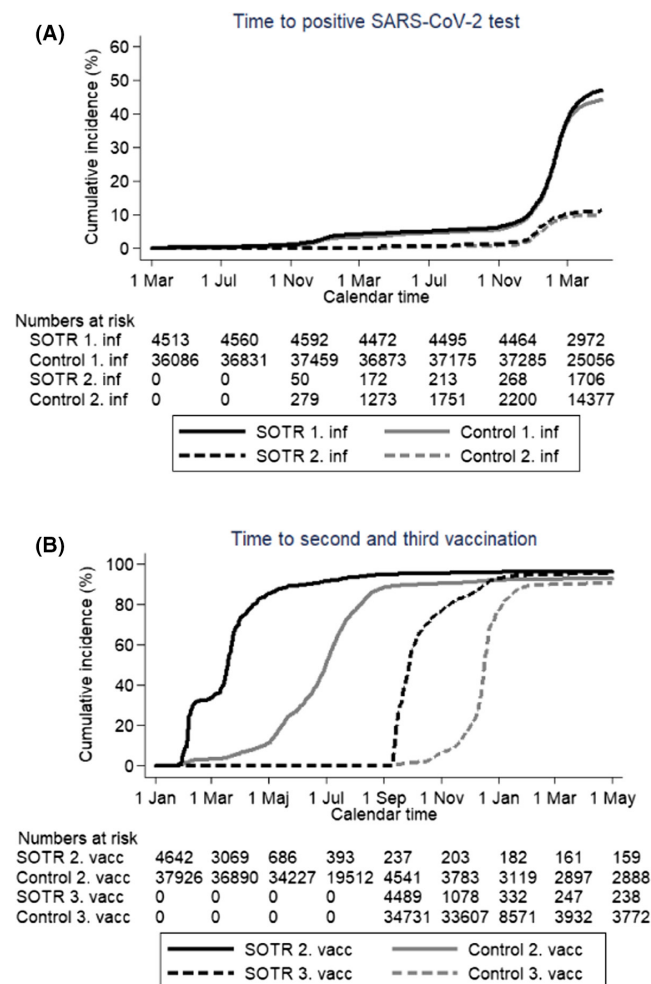 (A)
Time to positive SARS-CoV-2 test
Cumulative incidence (%)
60
50
40
30
20
10
0
1 Mar 1 Jul 1 Nov 1 Mar 1 Jul 1 Nov 1 Mar
Calendar time
Numbers at risk
SOTR 1. inf 4513 4560 4592 4472 4495 4464 2972
Control 1. inf 36086 36831 37459 36873 37175 37285 25056
SOTR 2. inf 0 0 50 172 213 268 1706
Control 2. inf 0 0 279 1273 1751 2200 14377
SOTR 1. inf Control 1. inf
SOTR 2. inf Control 2. inf
(B)
Time to second and third vaccination
Cumulative incidence (%)
100
80
60
40
20
0
1 Jan 1 Mar 1 Maj 1 Jul 1 Sep 1 Nov 1 Jan 1 Mar 1 May
Calendar time
Numbers at risk
SOTR 2. vacc 4642 3069 686 393 237 203 182 161 159
Control 2. vacc 37926 36890 34227 19512 4541 3783 3119 2897 2888
SOTR 3. vacc 0 0 0 0 4489 1078 332 247 238
Control 3. vacc 0 0 0 0 34731 33607 8571 3932 3772
SOTR 2. vacc Control 2. vacc
SOTR 3. vacc Control 3. vacc